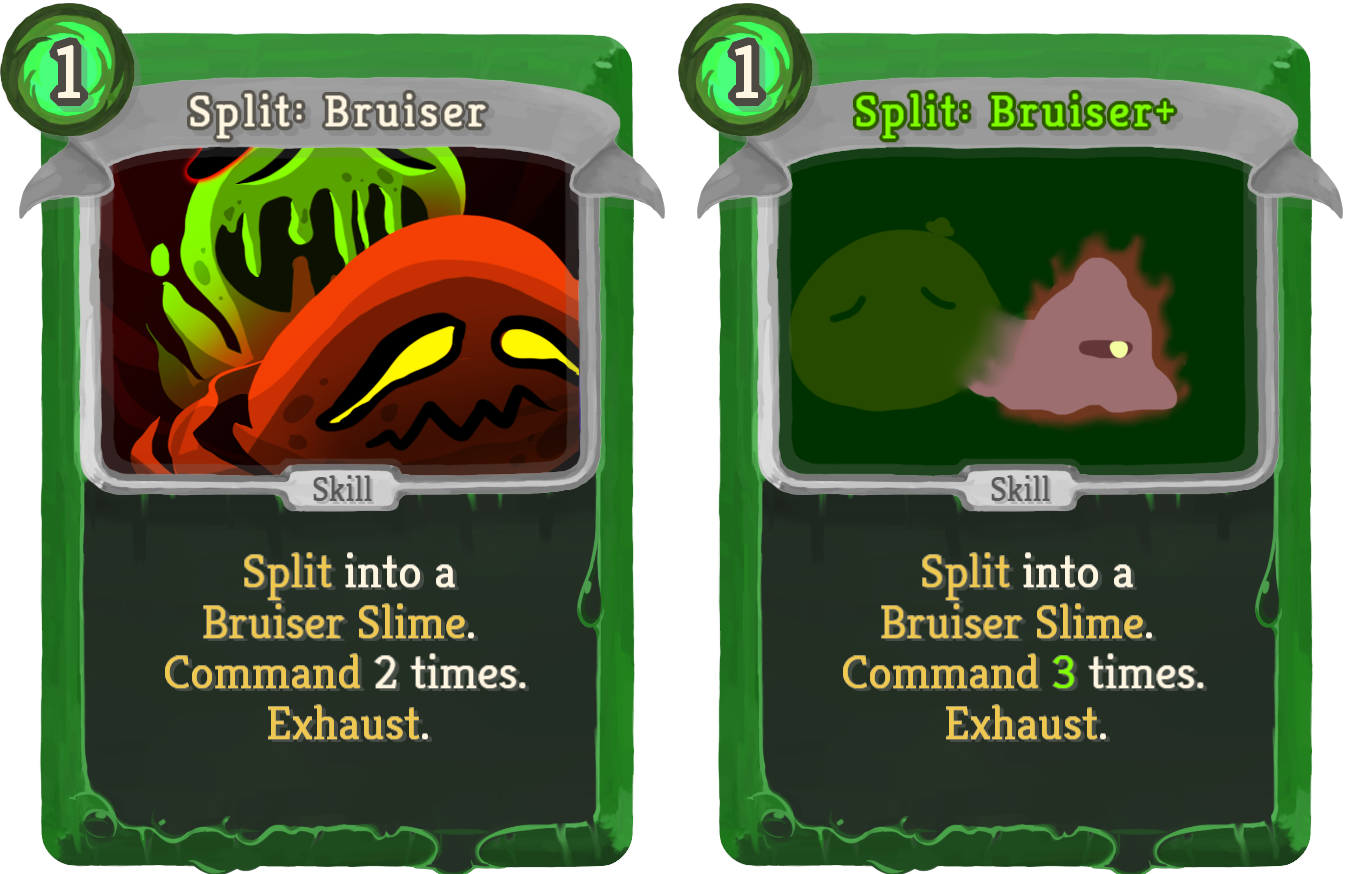 1
Split: Bruiser
Skill
Split into a
Bruiser Slime.
Command 2 times.
Exhaust.
1
Split: Bruiser+
Skill
Split into a
Bruiser Slime.
Command 3 times.
Exhaust.